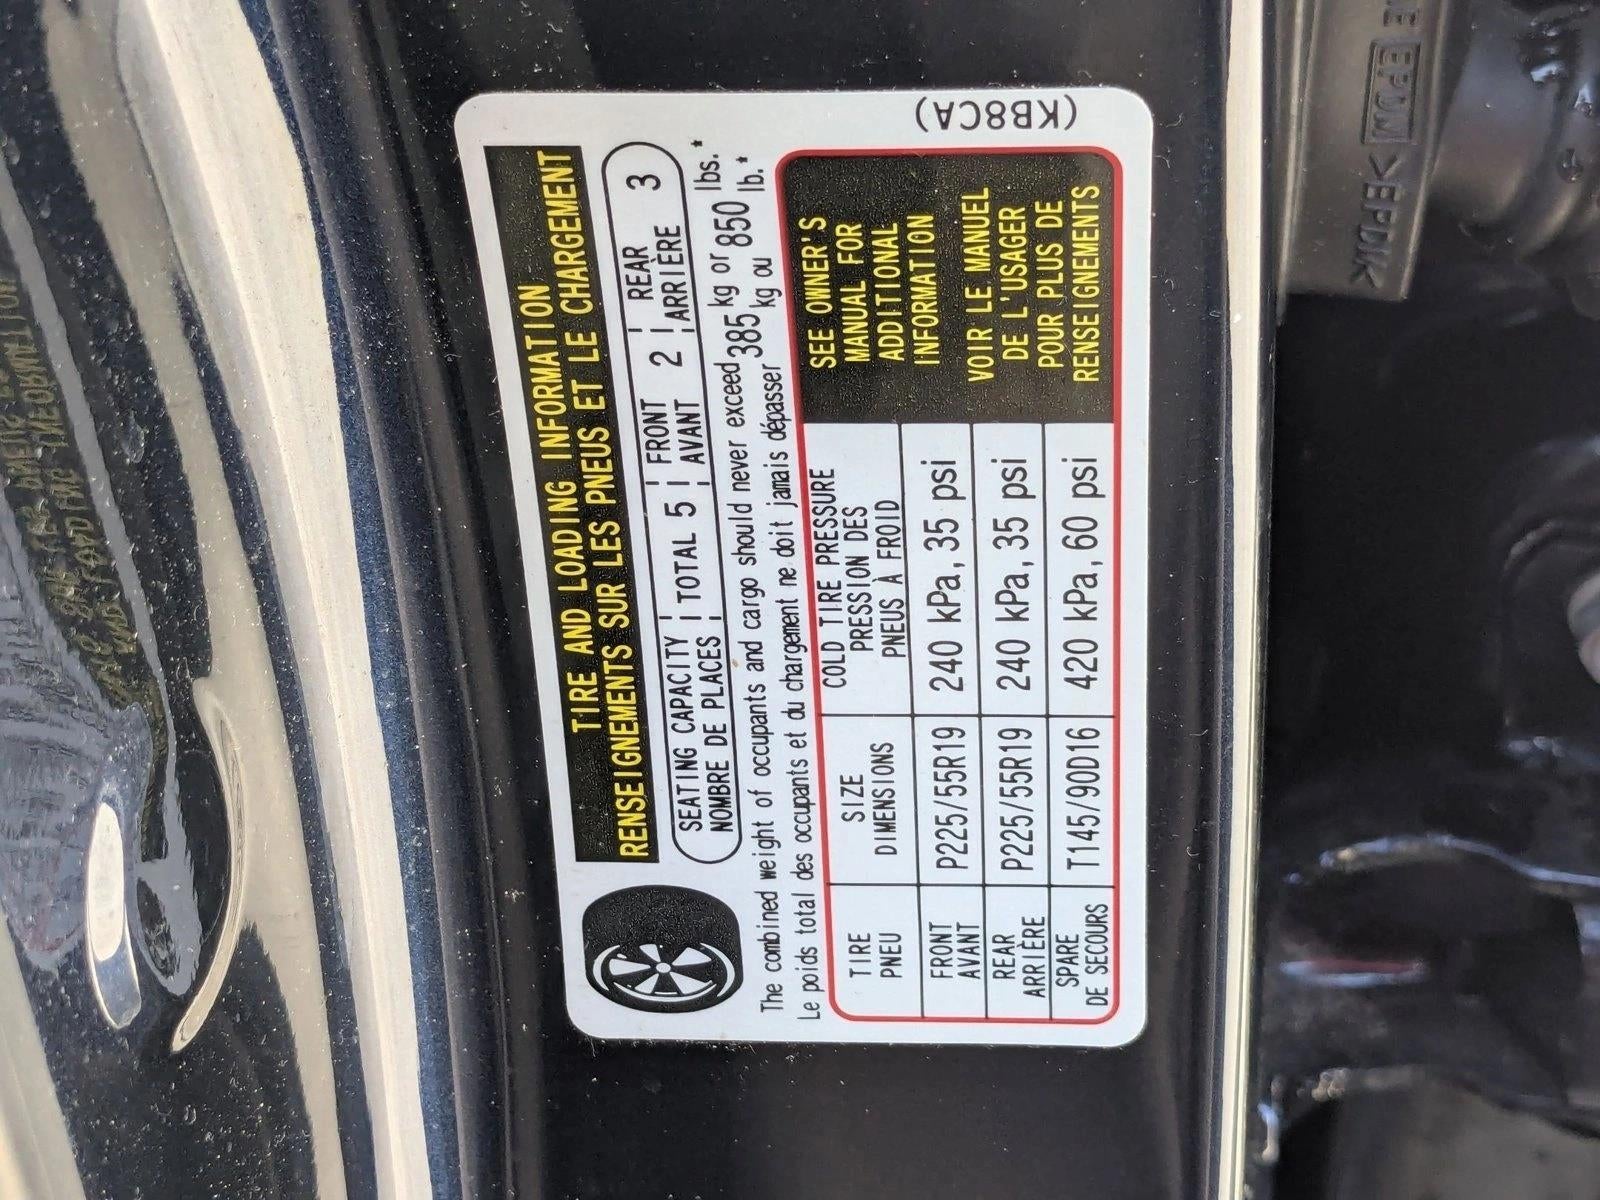 TIRE AND LOADING INFORMATION
RENSEIGNEMENTS SUR LES PNEUS ET LE CHARGEMENT
SEATING CAPACITY TOTAL 5 FRONT 2 REAR 3
NOMBRE DE PLACES AVANT ARRIÈRE
The combined weight of occupants and cargo should never exceed 385 kg or 850 lbs.*
Le poids total des occupants et du chargement ne doit jamais dépasser kg ou lb.*
TIRE SIZE COLD TIRE PRESSURE
PNEU DIMENSIONS PRESSION DES
PNEUS À FROID
FRONT P225/55R19 240 kPa, 35 psi
AVANT
REAR P225/55R19 240 kPa, 35 psi
ARRIÈRE
SPARE T145/90D16 420 kPa, 60 psi
DE SECOURS
SEE OWNER'S
MANUAL FOR
ADDITIONAL
INFORMATION
VOIR LE MANUEL
DE L'USAGER
POUR PLUS DE
RENSEIGNEMENTS
(KB8CA)
EPDM >EPDM<